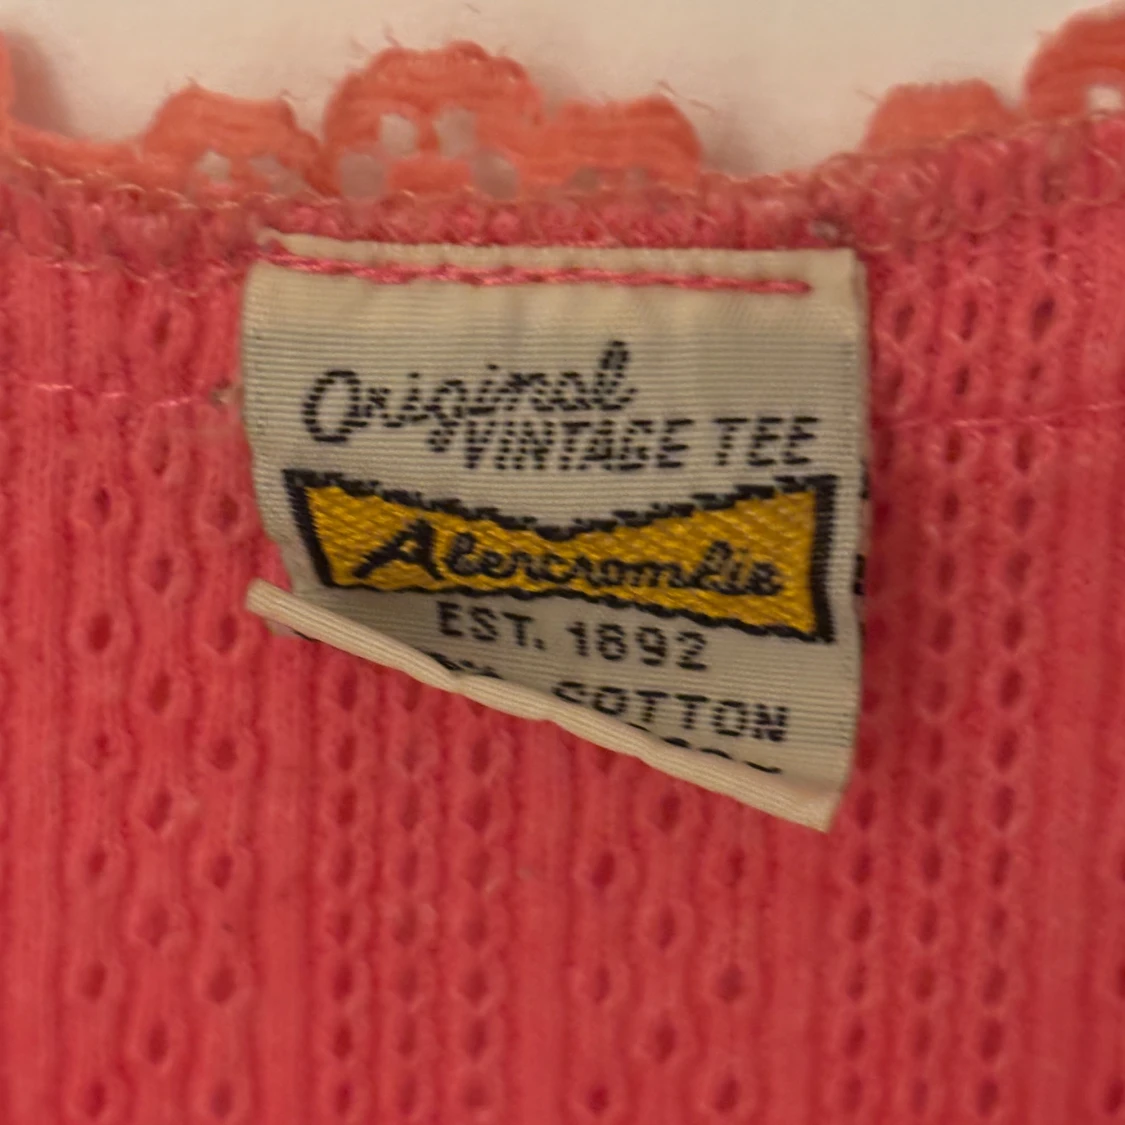 Original
VINTAGE TEE
Abercrombie
EST. 1892
COTTON